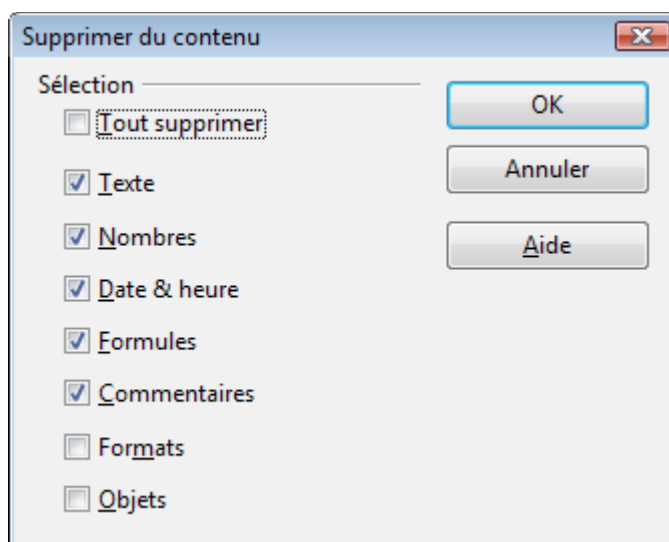 Supprimer du contenu
Sélection
Tout supprimer
Texte
Nombres
Date & heure
Formules
Commentaires
Formats
Objets
OK
Annuler
Aide